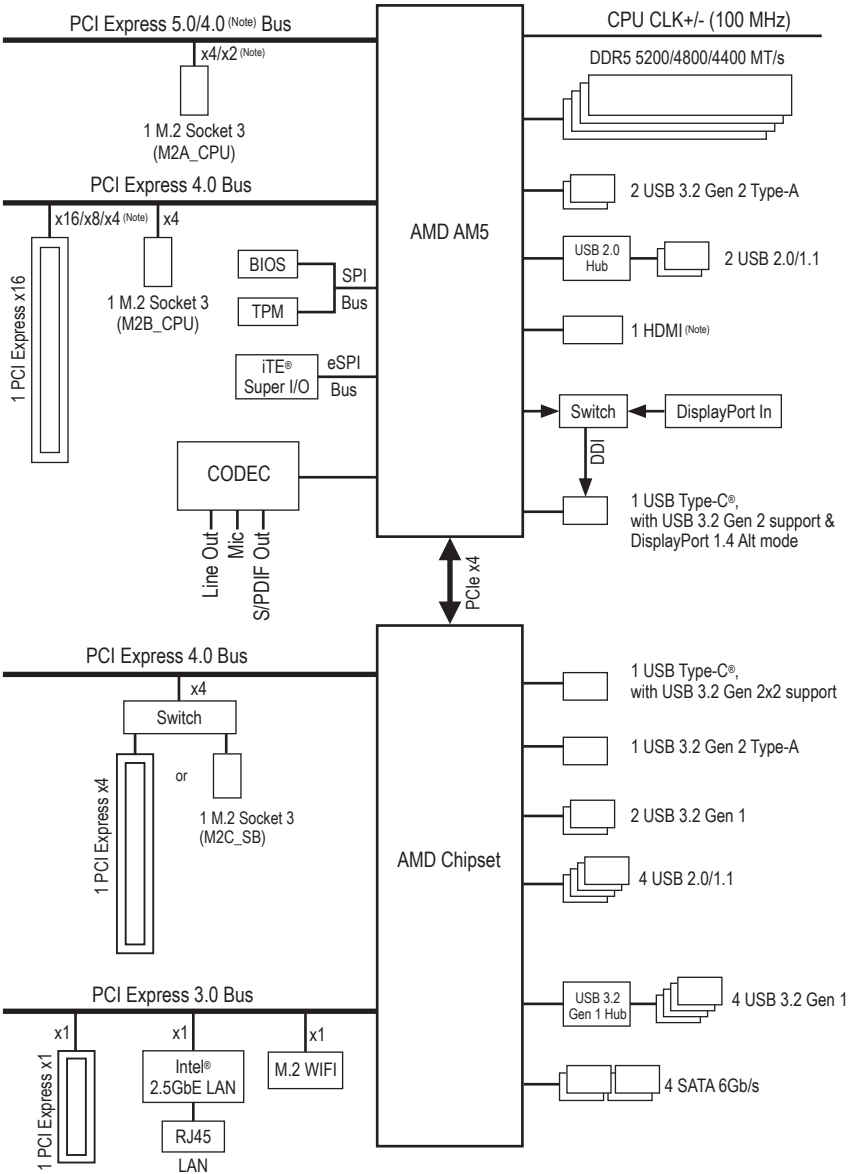 PCI Express 5.0/4.0 (Note) Bus
x4/x2 (Note)
1 M.2 Socket 3
(M2A_CPU)
PCI Express 4.0 Bus
x16/x8/x4 (Note)
x4
1 PCI Express x16
1 M.2 Socket 3
(M2B_CPU)
BIOS
TPM
SPI
Bus
iTE®
Super I/O
eSPI
Bus
CODEC
Line Out
Mic
S/PDIF Out
AMD AM5
CPU CLK+/- (100 MHz)
DDR5 5200/4800/4400 MT/s
2 USB 3.2 Gen 2 Type-A
USB 2.0
Hub
2 USB 2.0/1.1
1 HDMI (Note)
Switch
DisplayPort In
DDI
1 USB Type-C®,
with USB 3.2 Gen 2 support &
DisplayPort 1.4 Alt mode
PCIe x4
PCI Express 4.0 Bus
x4
Switch
1 PCI Express x4
or
1 M.2 Socket 3
(M2C_SB)
AMD Chipset
1 USB Type-C®,
with USB 3.2 Gen 2x2 support
1 USB 3.2 Gen 2 Type-A
2 USB 3.2 Gen 1
4 USB 2.0/1.1
USB 3.2
Gen 1 Hub
4 USB 3.2 Gen 1
4 SATA 6Gb/s
PCI Express 3.0 Bus
x1
x1
x1
1 PCI Express x1
Intel®
2.5GbE LAN
M.2 WIFI
RJ45
LAN